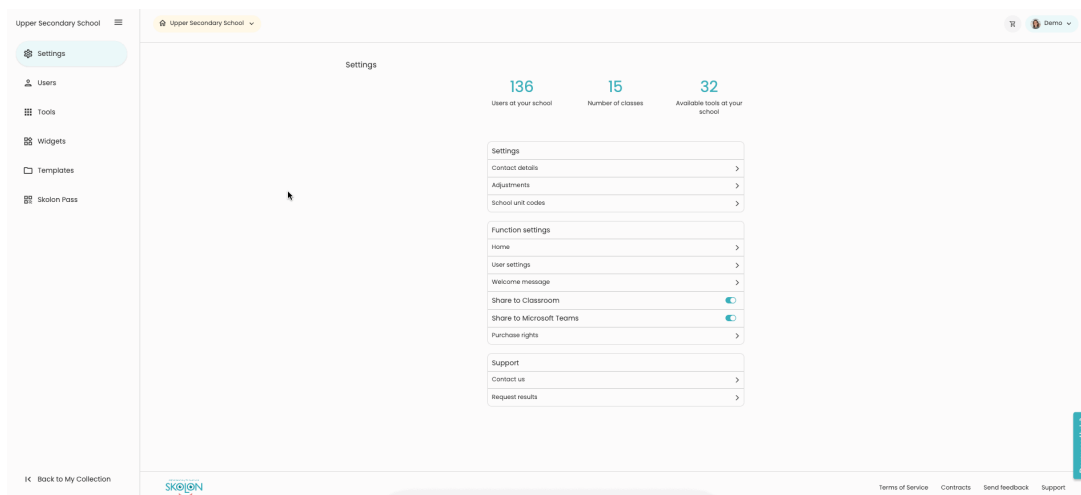 Upper Secondary School
Upper Secondary School
Demo
Settings
Users
Tools
Widgets
Templates
Skolon Pass
Back to My Collection
Settings
136
Users at your school
15
Number of classes
32
Available tools at your
school
Settings
Contact details
Adjustments
School unit codes
Function settings
Home
User settings
Welcome message
Share to Classroom
Share to Microsoft Teams
Purchase rights
Support
Contact us
Request results
SKOLON
Terms of Service
Contracts
Send feedback
Support